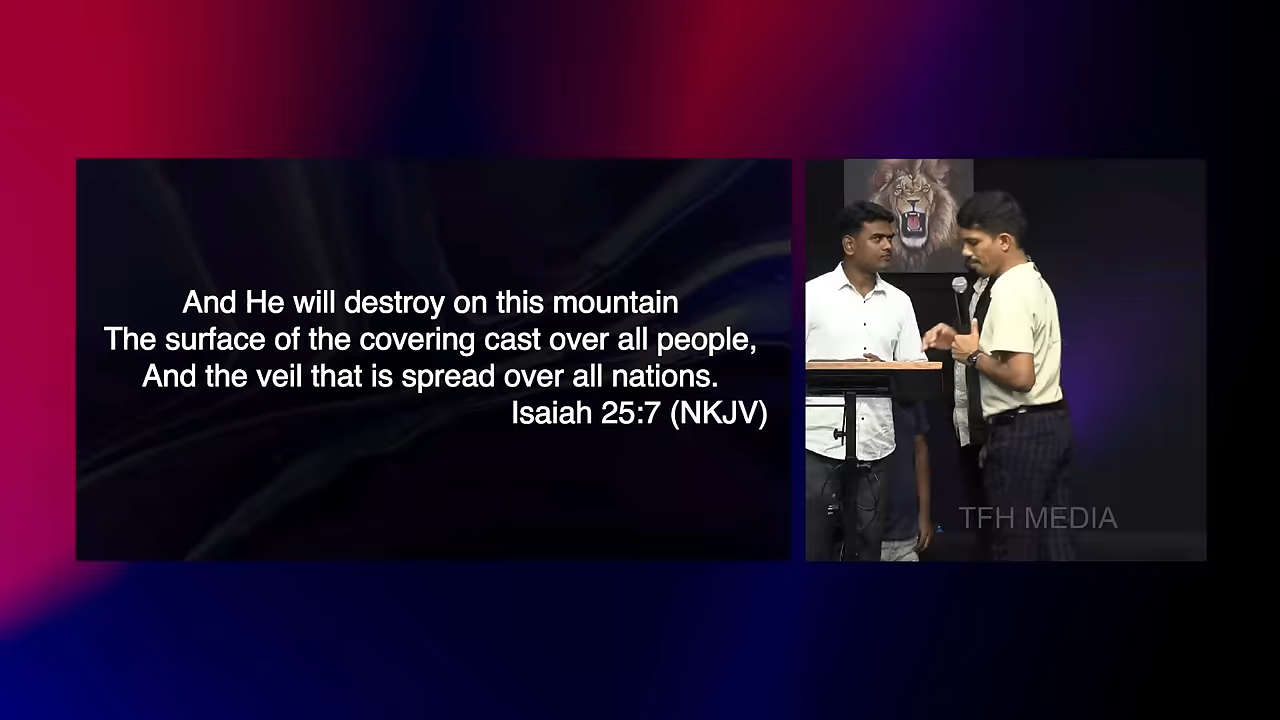 And He will destroy on this mountain
The surface of the covering cast over all people,
And the veil that is spread over all nations.
Isaiah 25:7 (NKJV)
TFH MEDIA